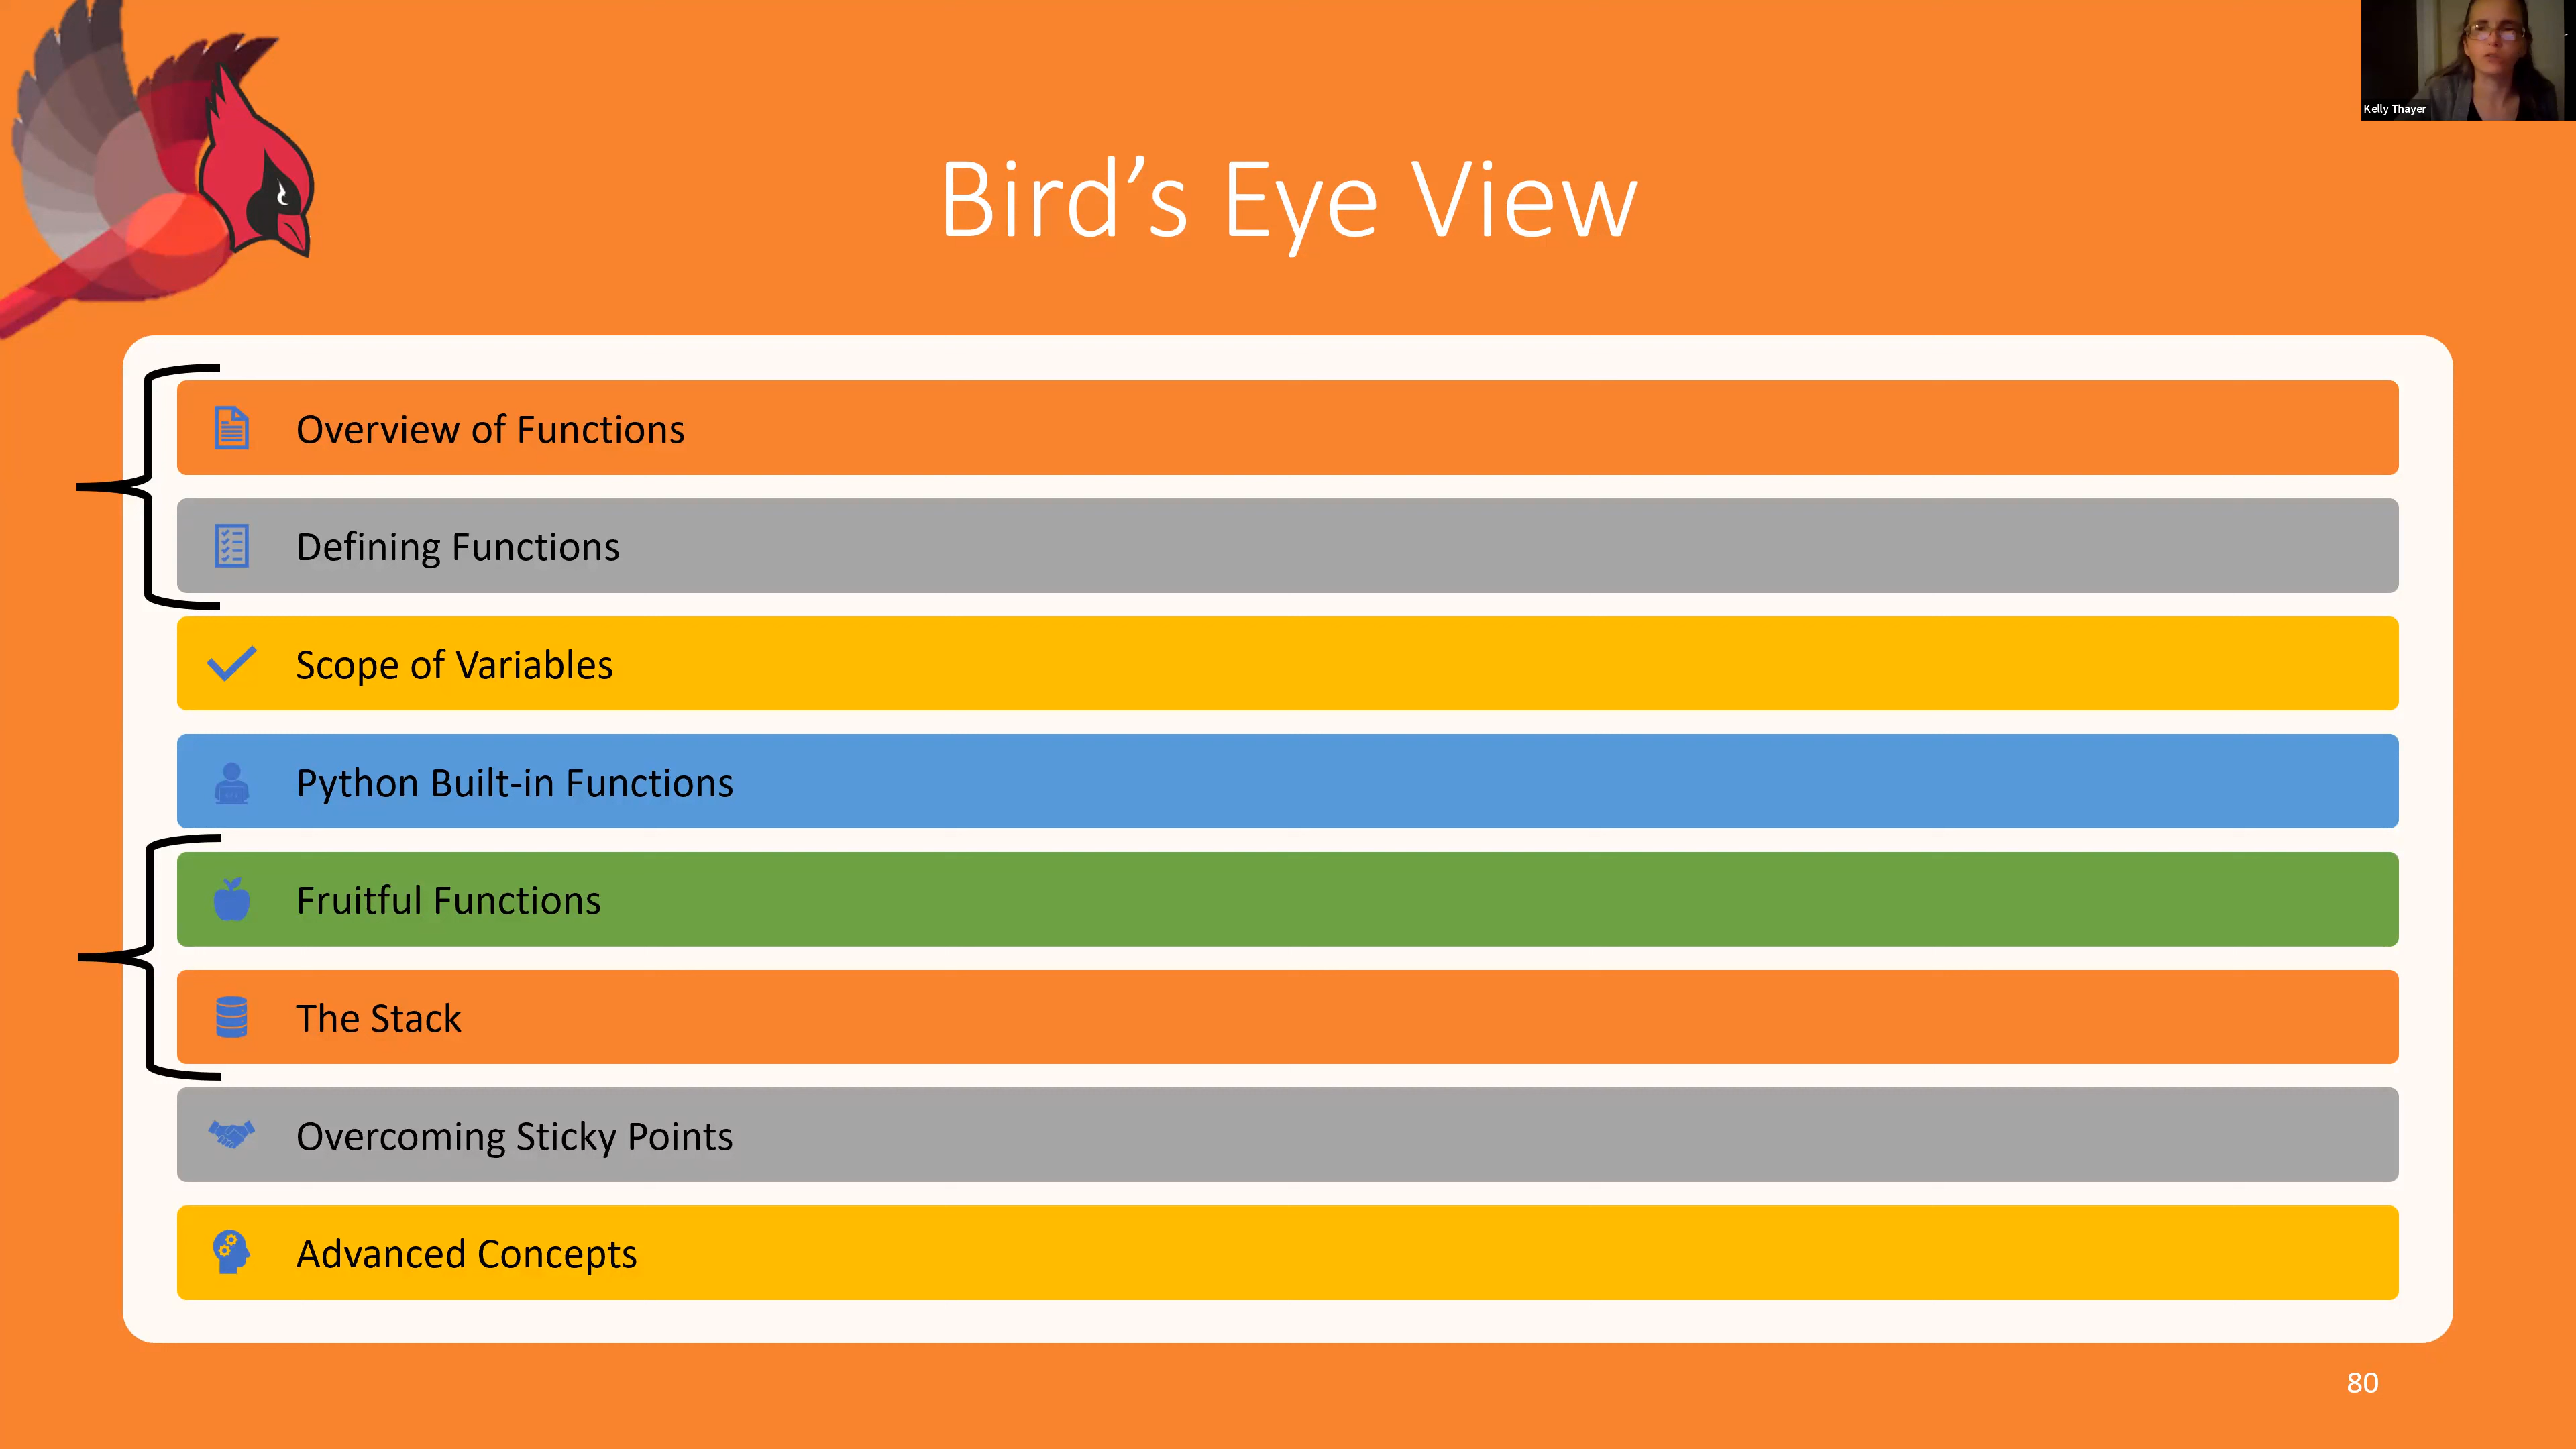 Kelly Thayer
Bird’s Eye View
Overview of Functions
Defining Functions
Scope of Variables
Python Built-in Functions
Fruitful Functions
The Stack
Overcoming Sticky Points
Advanced Concepts
80